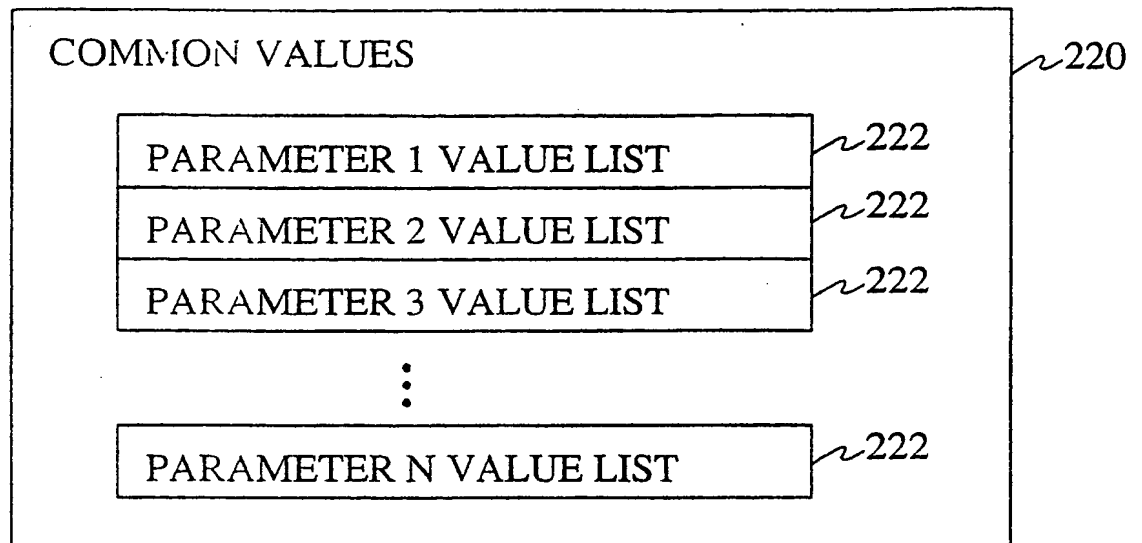 COMMON VALUES
220
PARAMETER 1 VALUE LIST
222
PARAMETER 2 VALUE LIST
222
PARAMETER 3 VALUE LIST
222
PARAMETER N VALUE LIST
222